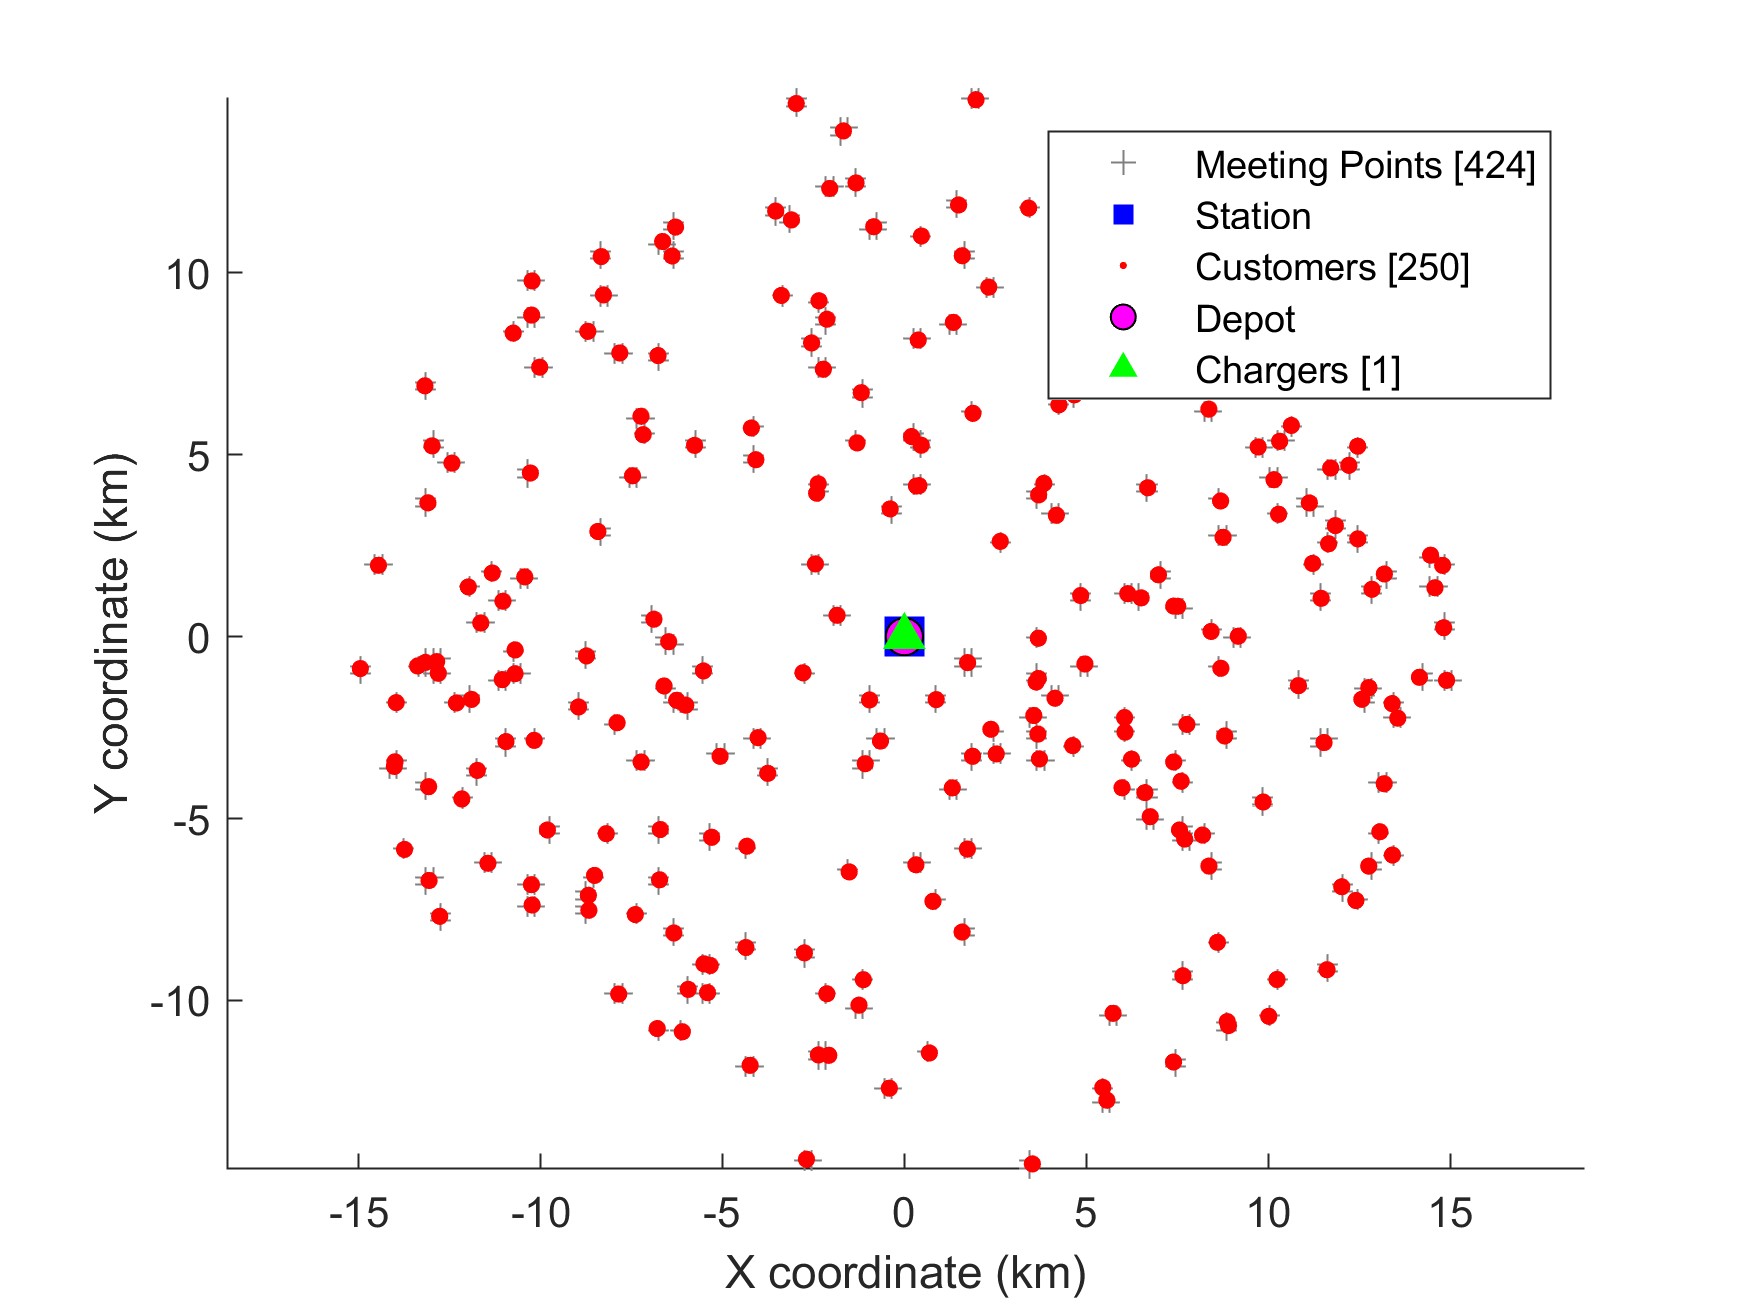 Meeting Points [424]
Station
Customers [250]
Depot
Chargers [1]
10
5
0
-5
-10
Y coordinate (km)
-15 -10 -5 0 5 10 15
X coordinate (km)